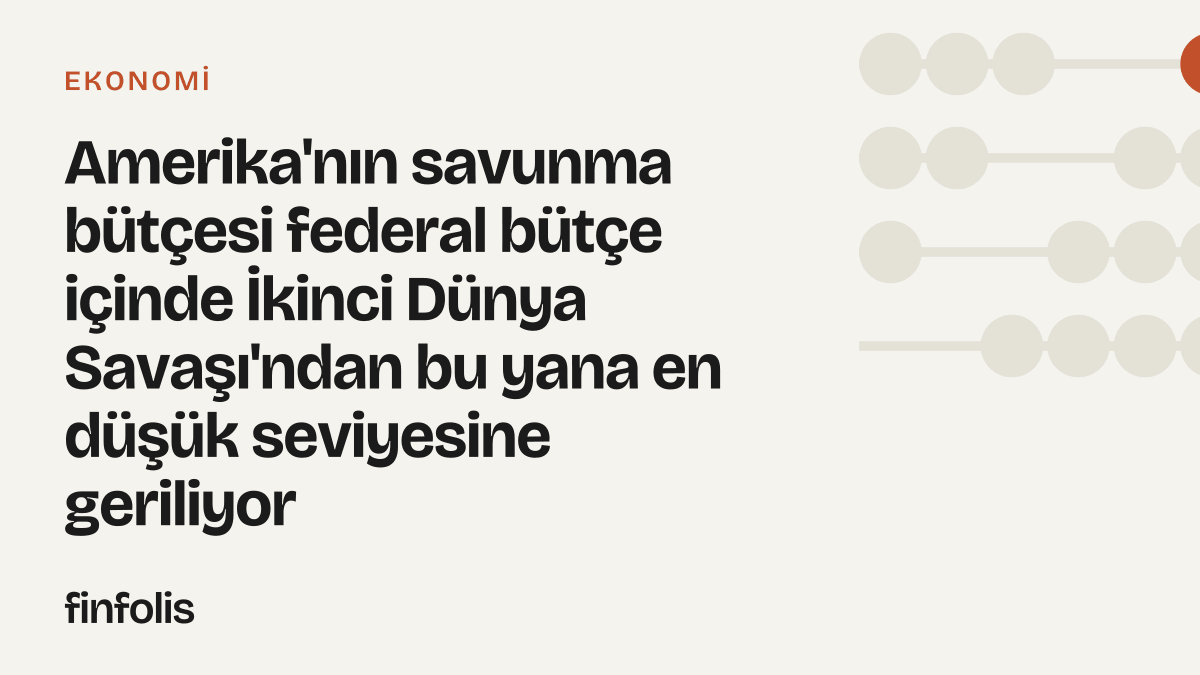 EKONOMİ
Amerika'nın savunma
bütçesi federal bütçe
içinde İkinci Dünya
Savaşı'ndan bu yana en
düşük seviyesine
geriliyor
finfolis